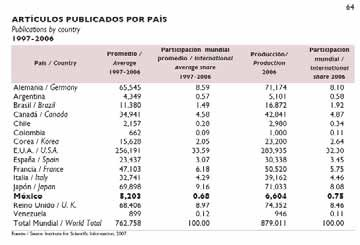 64
ARTÍCULOS PUBLICADOS POR PAÍS
Publications by country
1997-2006
País / Country Promedio / Average 1997-2006 Participación mundial promedio / International average share 1997-2006 Producción / Production 2006 Participación mundial / International share 2006
Alemania / Germany 65,545 8.59 71,174 8.10
Argentina 4,349 0.57 5,101 0.58
Brasil / Brazil 11,380 1.49 16,872 1.92
Canadá / Canada 34,941 4.58 42,841 4.87
Chile 2,157 0.28 2,980 0.34
Colombia 662 0.09 1,000 0.11
Corea / Korea 15,628 2.05 23,200 2.64
E.U.A. / U.S.A. 256,191 33.59 283,935 32.30
España / Spain 23,437 3.07 30,338 3.45
Francia / France 47,103 6.18 50,520 5.75
Italia / Italy 32,741 4.29 39,162 4.46
Japón / Japan 69,898 9.16 71,033 8.08
México 5,203 0.68 6,604 0.75
Reino Unido / U. K. 68,406 8.97 74,352 8.46
Venezuela 899 0.12 946 0.11
Total Mundial / World Total 762,758 100.00 879,011 100.00
Fuente / Source: Institute for Scientific Information, 2007.